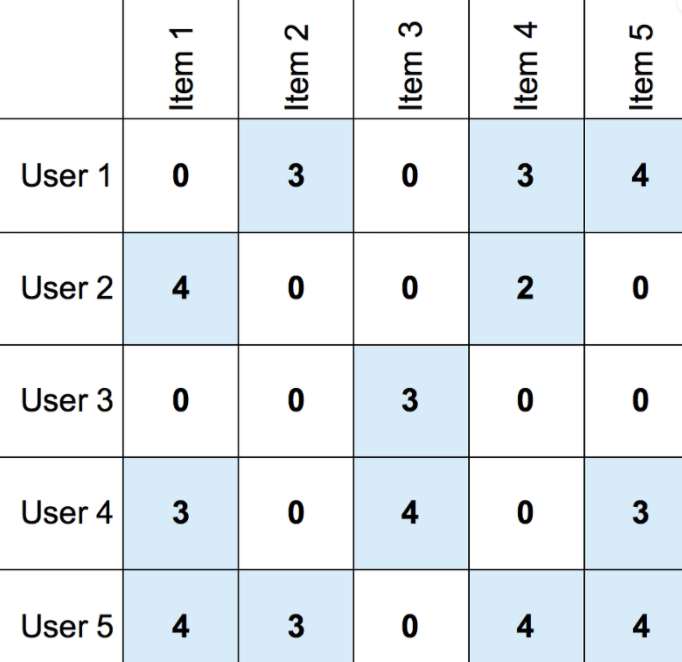 Item 1 Item 2 Item 3 Item 4 Item 5
User 1 0 3 0 3 4
User 2 4 0 0 2 0
User 3 0 0 3 0 0
User 4 3 0 4 0 3
User 5 4 3 0 4 4